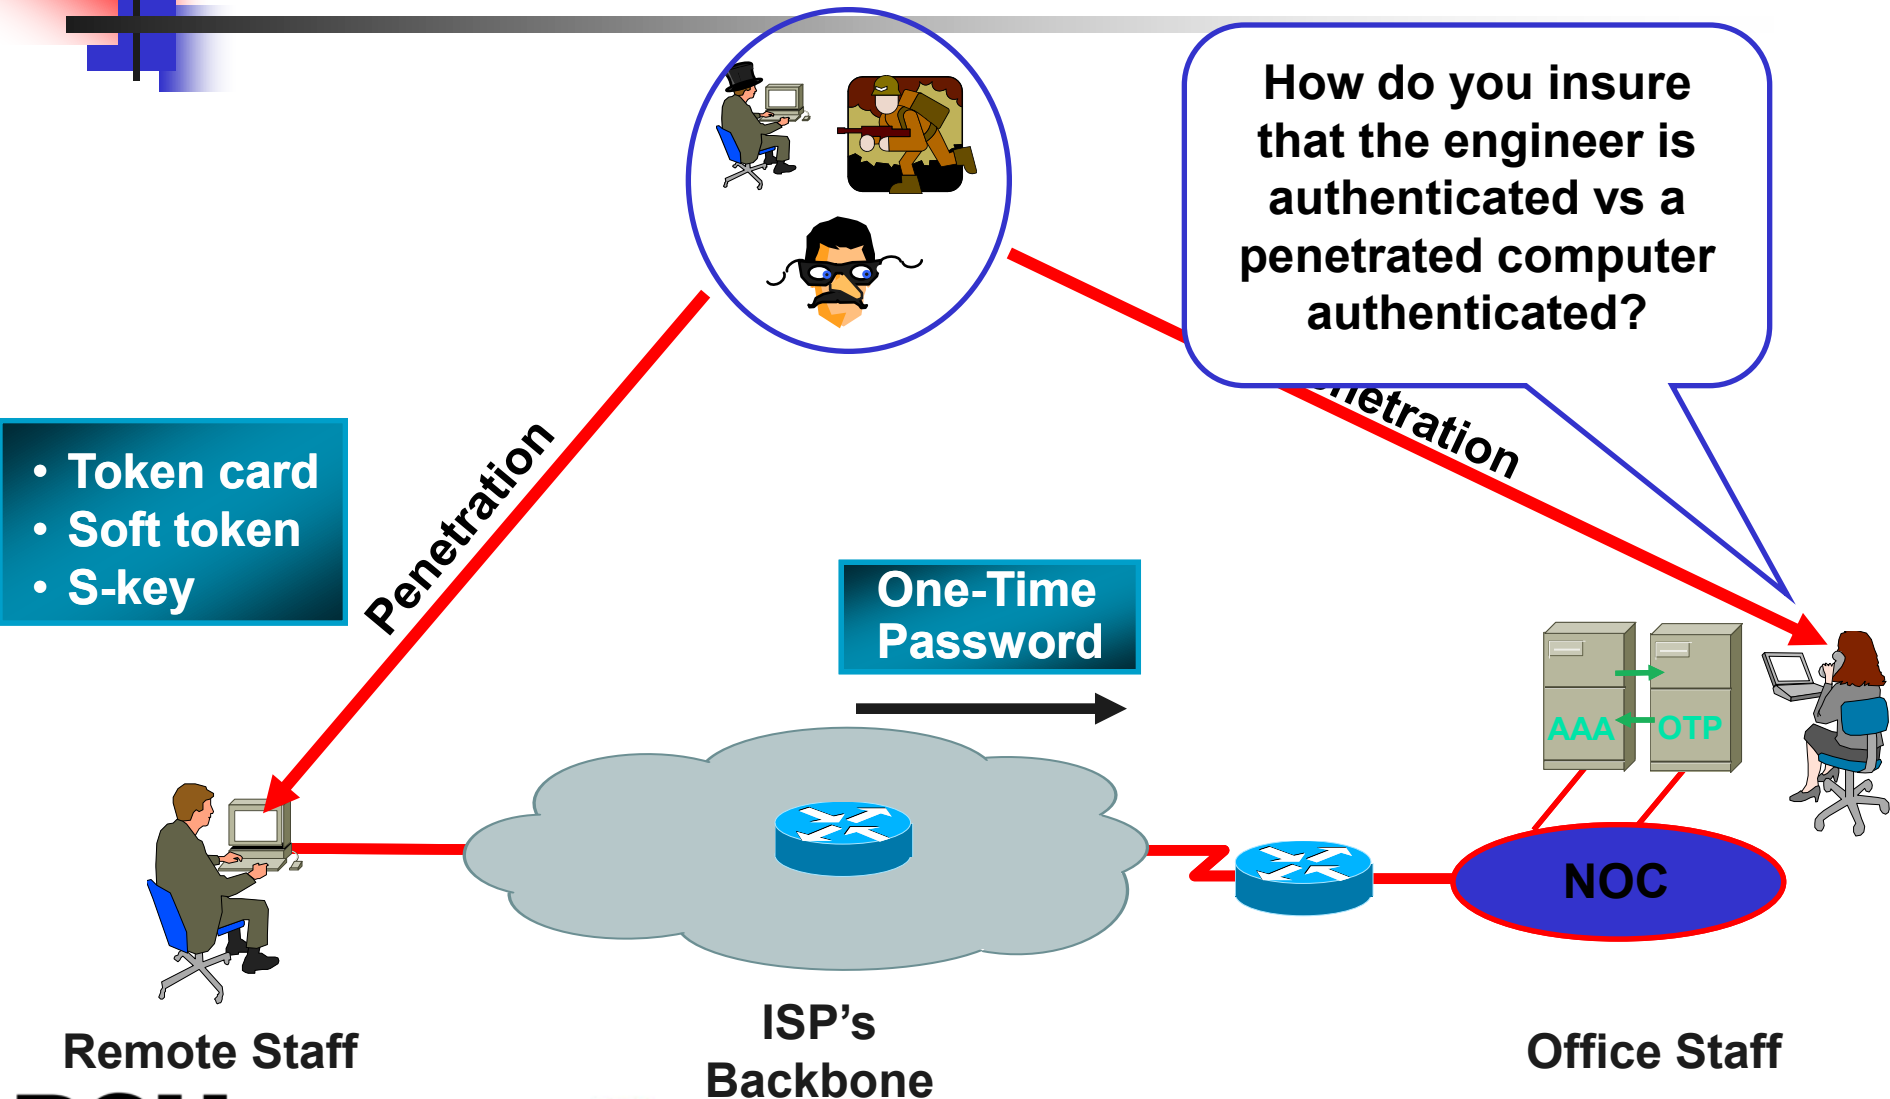 How do you insure
that the engineer is
authenticated vs a
penetrated computer
authenticated?
• Token card
• Soft token
• S-key
Penetration
One-Time
Password
AAA
OTP
NOC
Remote Staff
ISP's
Backbone
Office Staff